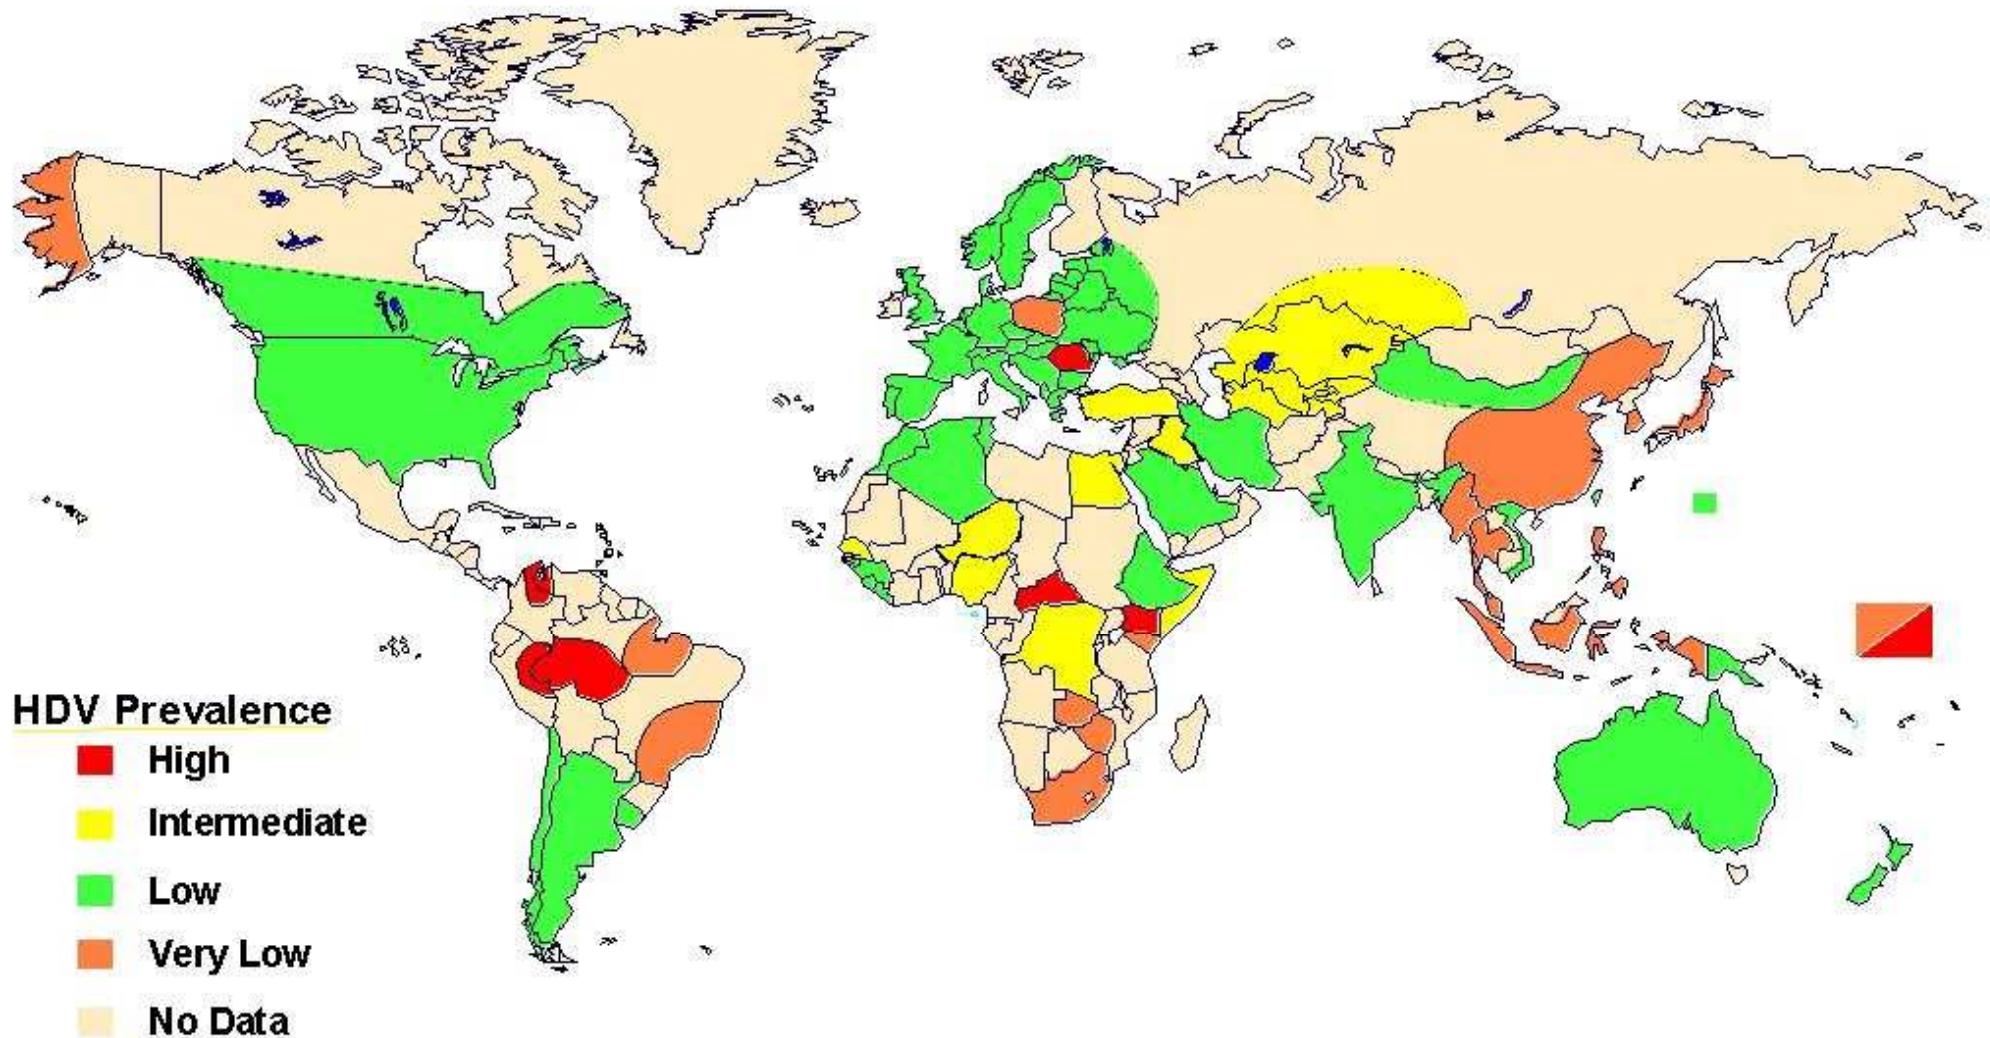 HDV Prevalence
High
Intermediate
Low
Very Low
No Data